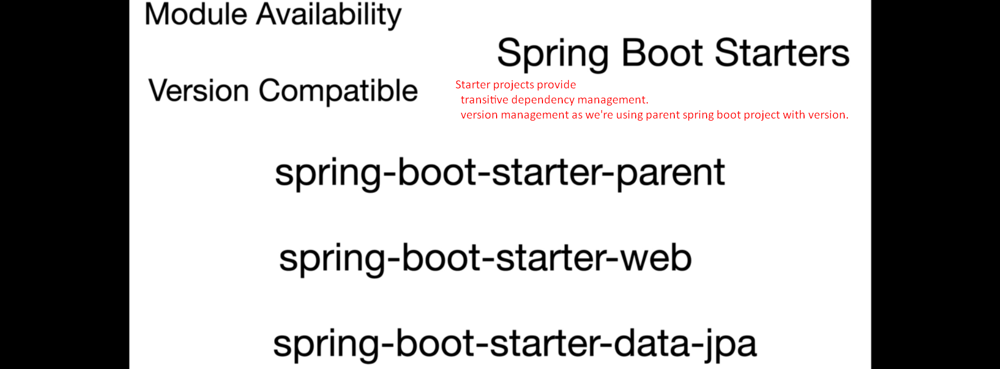 Module Availability
Spring Boot Starters
Version Compatible
Starter projects provide
transitive dependency management.
version management as we're using parent spring boot project with version.
spring-boot-starter-parent
spring-boot-starter-web
spring-boot-starter-data-jpa